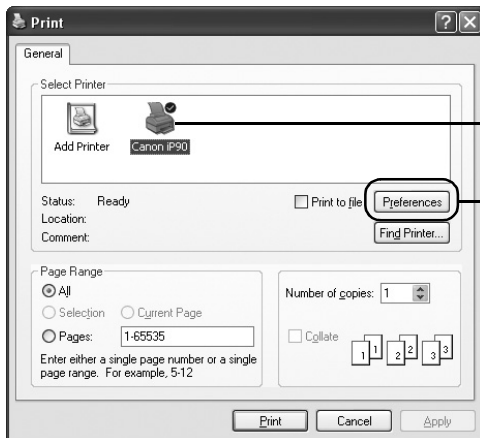 Print
General
Select Printer
Add Printer
Canon iP90
Status: Ready
Print to file
Preferences
Location:
Comment:
Find Printer...
Page Range
All
Selection
Current Page
Pages:
1-65535
Enter either a single page number or a single
page range. For example, 5-12
Number of copies: 1
Collate
1 1 2 2 3 3
Print
Cancel
Apply